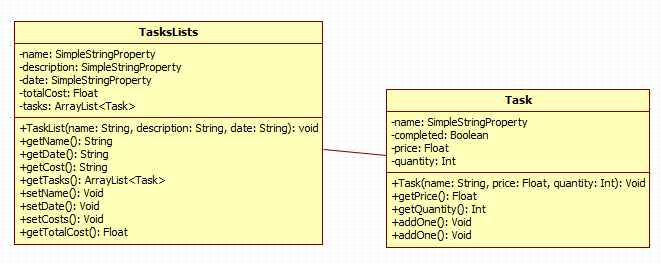 TasksLists
-name: SimpleStringProperty
-description: SimpleStringProperty
-date: SimpleStringProperty
-totalCost: Float
-tasks: ArrayList<Task>
+TaskList(name: String, description: String, date: String): void
+getName(): String
+getDate(): String
+getCost(): String
+getTasks(): ArrayList<Task>
+setName(): Void
+setDate(): Void
+setCosts(): Void
+getTotalCost(): Float
Task
-name: SimpleStringProperty
-completed: Boolean
-price: Float
-quantity: Int
+Task(name: String, price: Float, quantity: Int): Void
+getPrice(): Float
+getQuantity(): Int
+addOne(): Void
+addOne(): Void